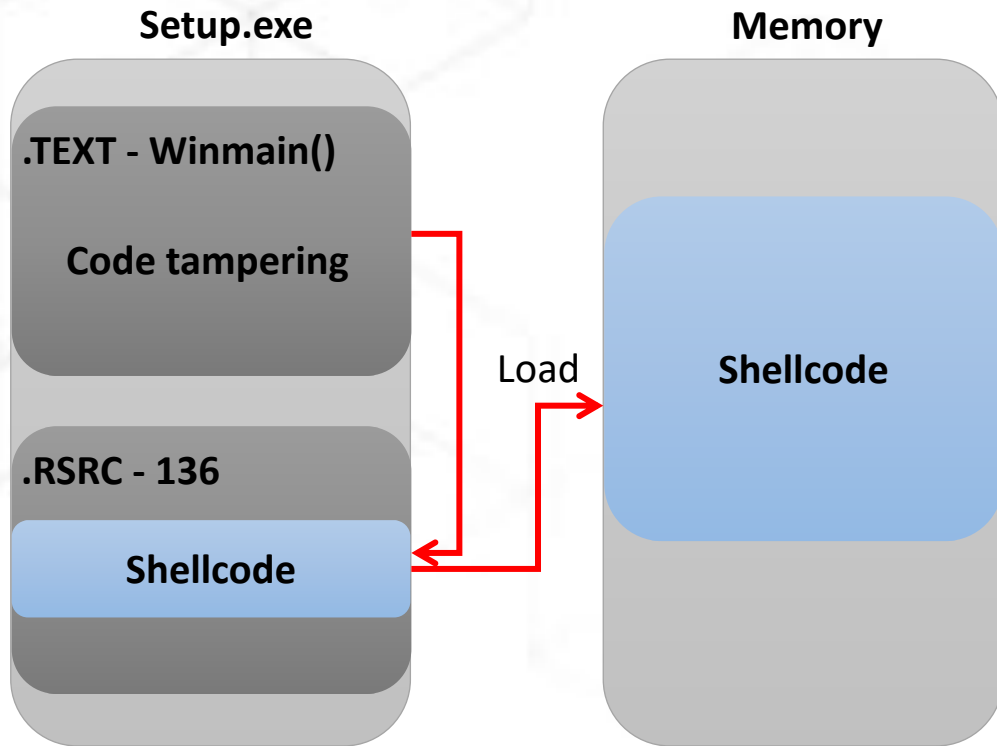 Setup.exe
.TEXT - Winmain()
Code tampering
.RSRC - 136
Shellcode
Load
Memory
Shellcode